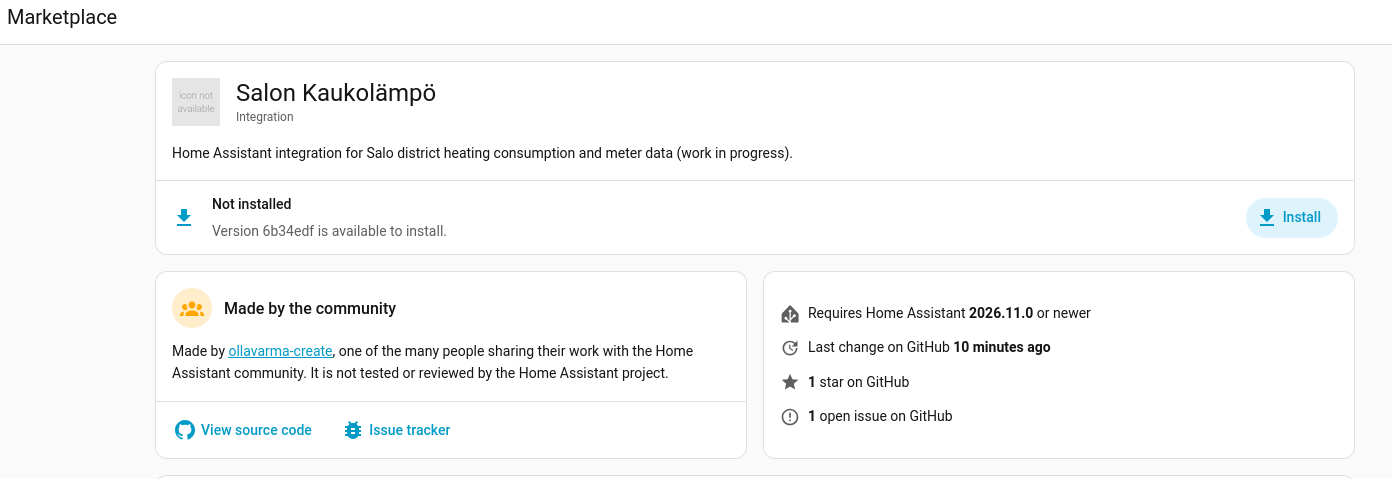 Marketplace
icon not
available
Salon Kaukolämpö
Integration
Home Assistant integration for Salo district heating consumption and meter data (work in progress).
Not installed
Version 6b34edf is available to install.
Install
Made by the community
Made by ollavarma-create, one of the many people sharing their work with the Home
Assistant community. It is not tested or reviewed by the Home Assistant project.
View source code
Issue tracker
Requires Home Assistant 2026.11.0 or newer
Last change on GitHub 10 minutes ago
1 star on GitHub
1 open issue on GitHub